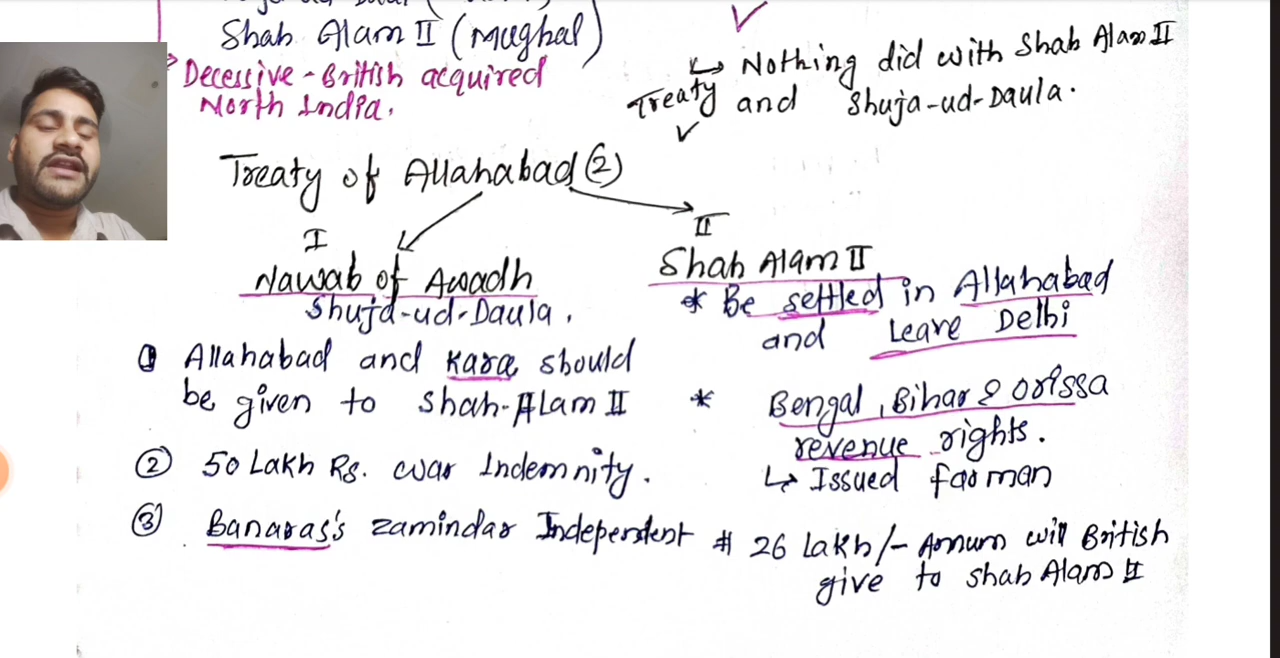 Shah Alam II (Mughal)
Decessive - British acquired
North India.
↳ Nothing did with Shah Alam II
Treaty and Shuja-ud-Daula.
Treaty of Allahabad (2)
I
Nawab of Awadh
Shuja-ud-Daula.
① Allahabad and Kara should
be given to Shah-Alam II
② 50 Lakh Rs. war Indemnity.
③ Banaras's zamindar Independent
II
Shah Alam II
* Be settled in Allahabad
and Leave Delhi
* Bengal, Bihar & Orissa
revenue rights.
↳ Issued farman
# 26 Lakh/- Annum will British
give to Shah Alam II